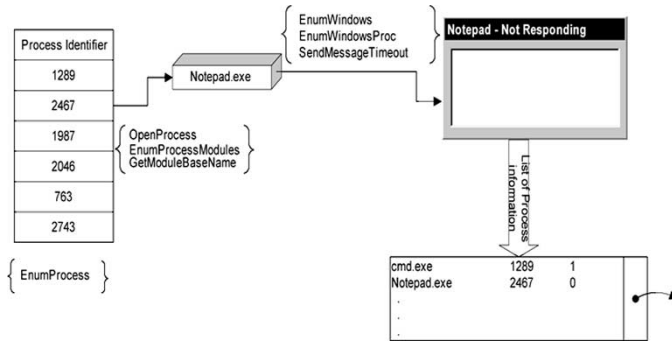 Process Identifier
1289
2467
1987
2046
763
2743
EnumProcess
Notepad.exe
OpenProcess
EnumProcessModules
GetModuleBaseName
EnumWindows
EnumWindowsProc
SendMessageTimeout
Notepad - Not Responding
List of Process
information
cmd.exe 1289 1
Notepad.exe 2467 0
.
.
.